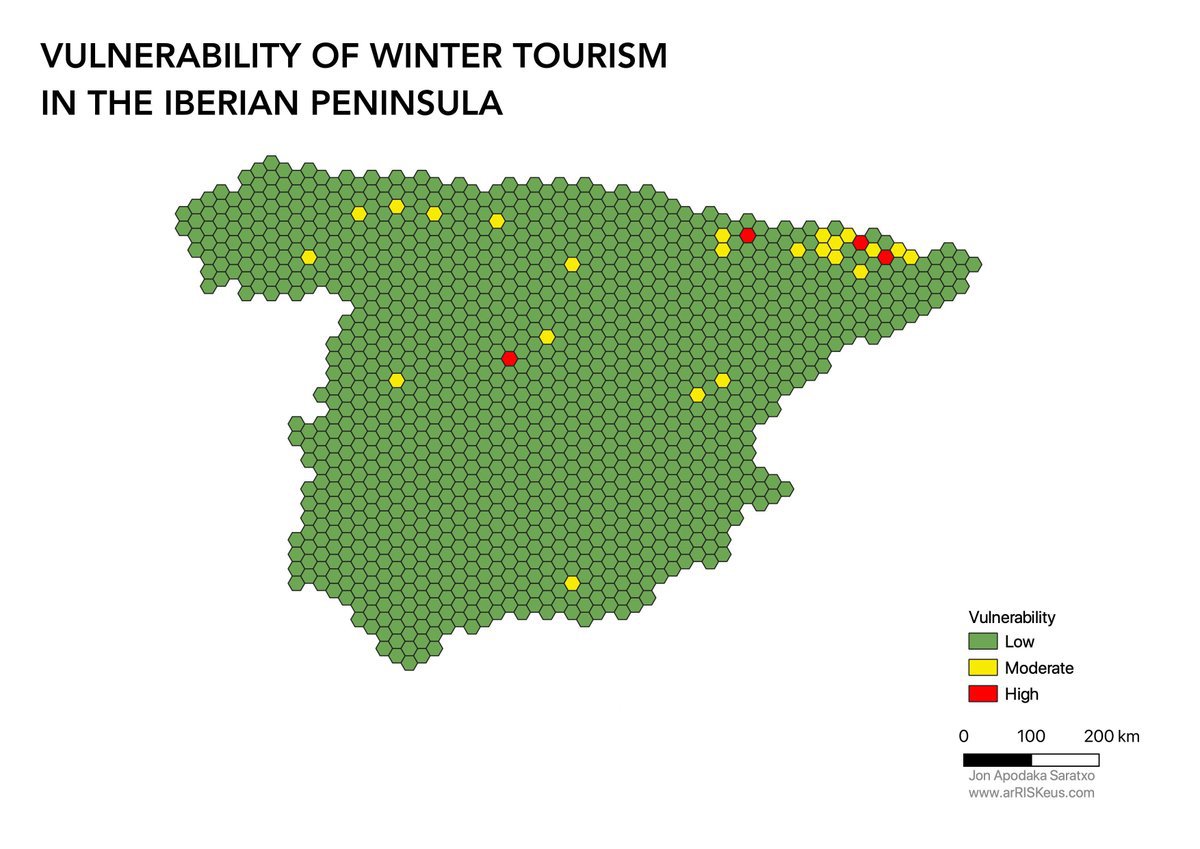 VULNERABILITY OF WINTER TOURISM
IN THE IBERIAN PENINSULA
Vulnerability
Low
Moderate
High
0 100 200 km
Jon Apodaka Saratxo
www.arRISKeus.com